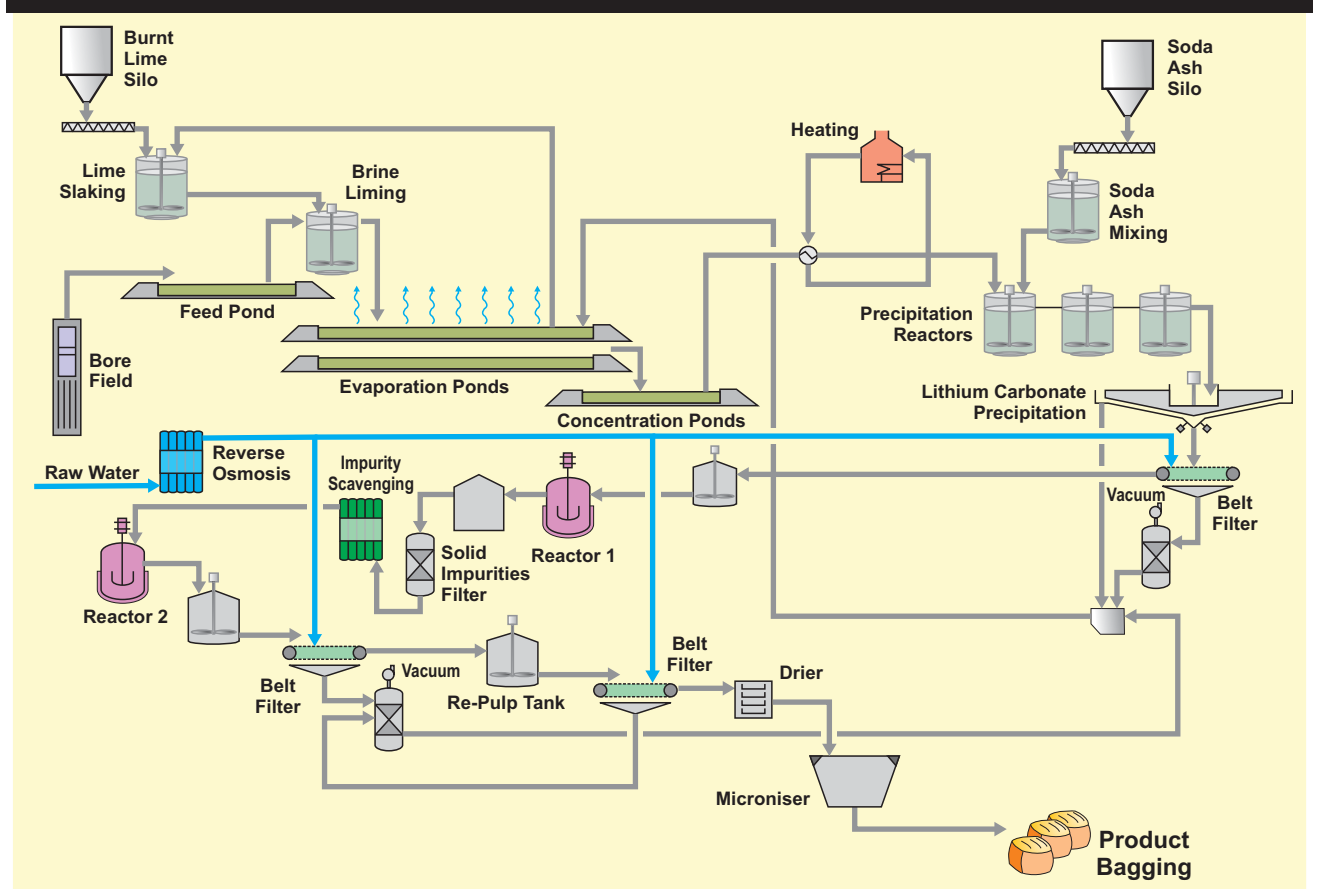 Burnt
Lime
Silo
Soda
Ash
Silo
Heating
Lime
Slaking
Brine
Liming
Soda
Ash
Mixing
Feed Pond
Precipitation
Reactors
Bore
Field
Evaporation Ponds
Lithium Carbonate
Precipitation
Concentration Ponds
Reverse
Osmosis
Raw Water
Impurity
Scavenging
Vacuum
Belt
Filter
Solid
Impurities
Filter
Reactor 1
Reactor 2
Belt
Filter
Vacuum
Re-Pulp Tank
Belt
Filter
Drier
Microniser
Product
Bagging